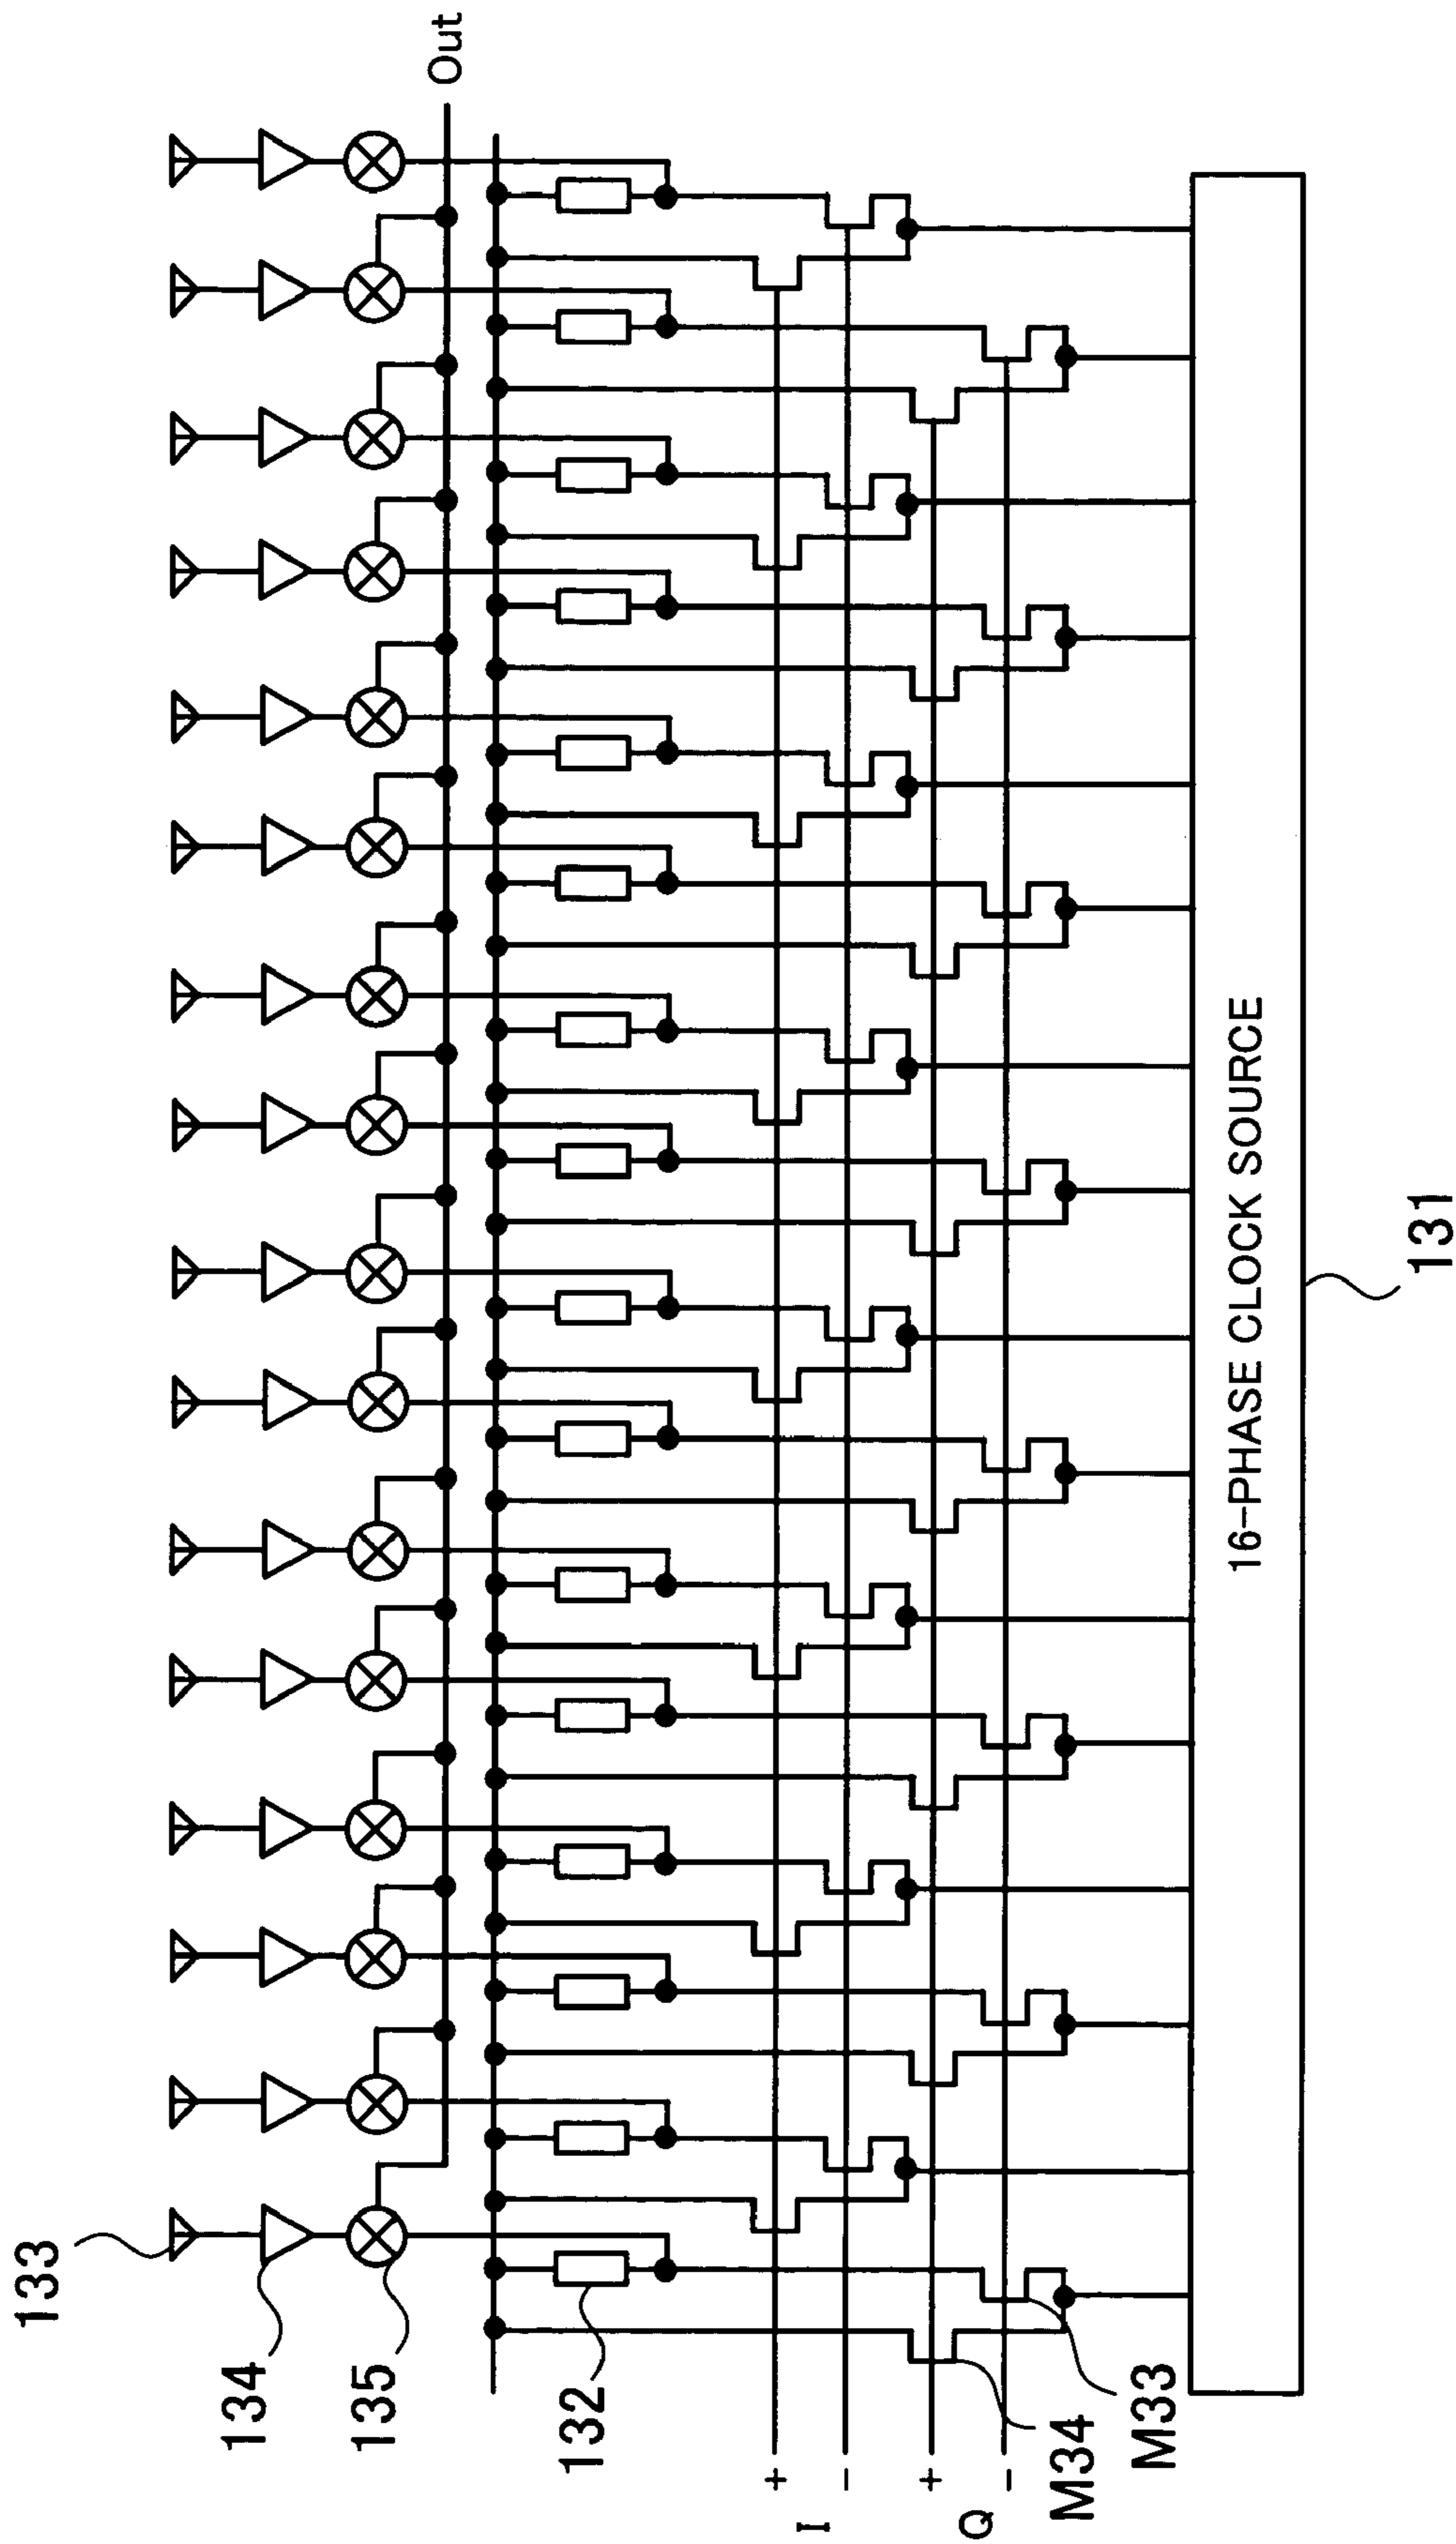 133
134
135
Out
132
+
I
-
+
Q
-
M34
M33
16-PHASE CLOCK SOURCE
131